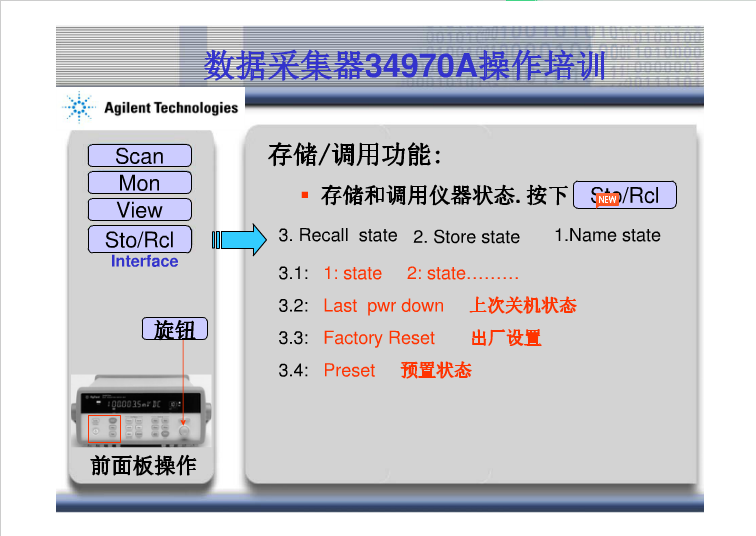 数据采集器34970A操作培训
Agilent Technologies
Scan
Mon
View
Sto/Rcl
Interface
旋钮
前面板操作
存储/调用功能:
存储和调用仪器状态.按下 Sto/Rcl
NEW
3. Recall state 2. Store state 1.Name state
3.1: 1: state 2: state………
3.2: Last pwr down 上次关机状态
3.3: Factory Reset 出厂设置
3.4: Preset 预置状态